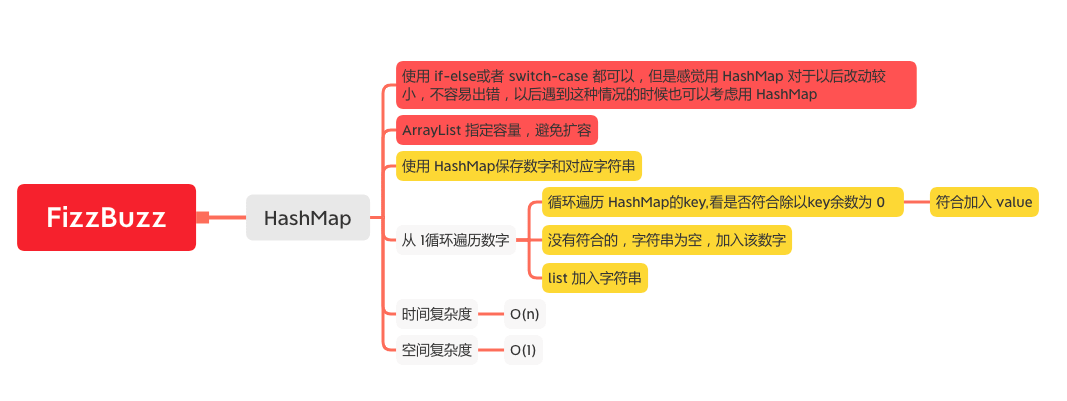 FizzBuzz
HashMap
使用 if-else或者 switch-case 都可以，但是感觉用 HashMap 对于以后改动较
小，不容易出错，以后遇到这种情况的时候也可以考虑用 HashMap
ArrayList 指定容量，避免扩容
使用 HashMap保存数字和对应字符串
从 1循环遍历数字
循环遍历 HashMap的key,看是否符合除以key余数为 0
符合加入 value
没有符合的，字符串为空，加入该数字
list 加入字符串
时间复杂度
O(n)
空间复杂度
O(1)